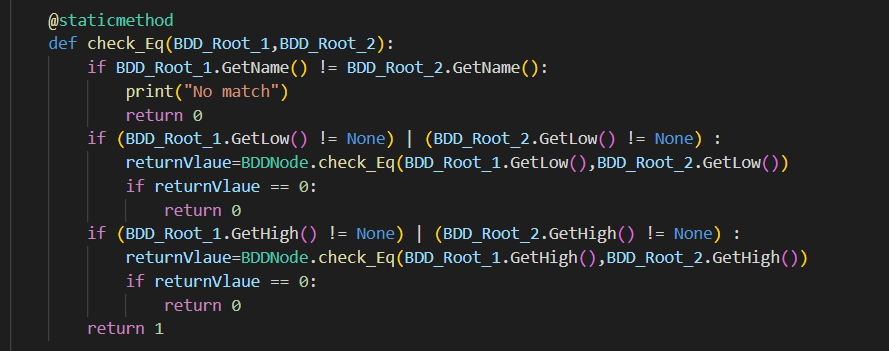 @staticmethod
def check_Eq(BDD_Root_1,BDD_Root_2):
if BDD_Root_1.GetName() != BDD_Root_2.GetName():
print("No match")
return 0
if (BDD_Root_1.GetLow() != None) | (BDD_Root_2.GetLow() != None) :
returnVlaue=BDDNode.check_Eq(BDD_Root_1.GetLow(),BDD_Root_2.GetLow())
if returnVlaue == 0:
return 0
if (BDD_Root_1.GetHigh() != None) | (BDD_Root_2.GetHigh() != None) :
returnVlaue=BDDNode.check_Eq(BDD_Root_1.GetHigh(),BDD_Root_2.GetHigh())
if returnVlaue == 0:
return 0
return 1